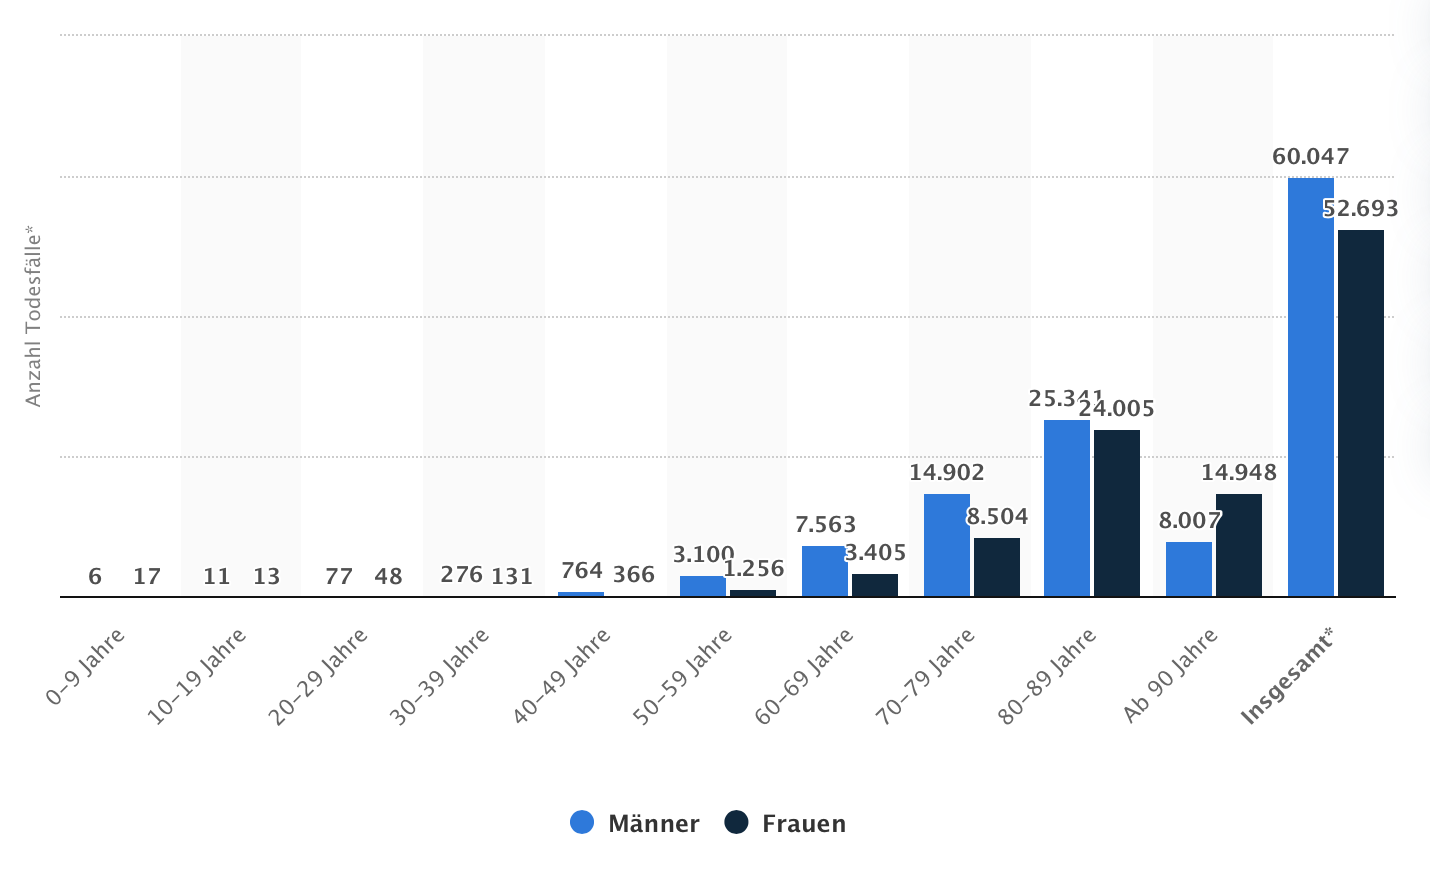 Anzahl Todesfälle*
6 17 11 13 77 48 276 131 764 366 3.100 1.256 7.563 3.405 14.902 8.504 25.341 24.005 8.007 14.948 60.047 52.693
0–9 Jahre 10–19 Jahre 20–29 Jahre 30–39 Jahre 40–49 Jahre 50–59 Jahre 60–69 Jahre 70–79 Jahre 80–89 Jahre Ab 90 Jahre Insgesamt*
Männer Frauen